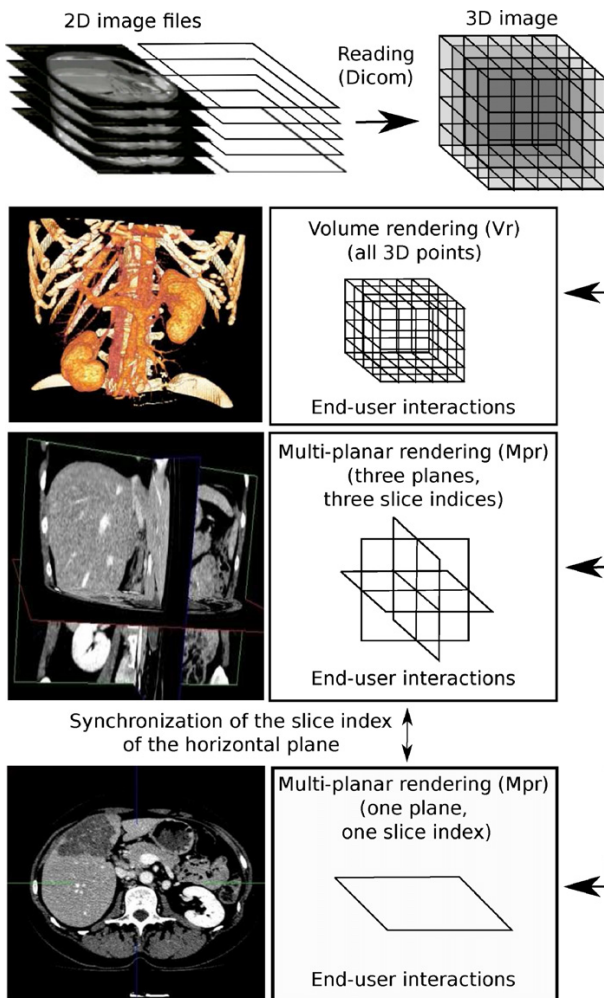 2D image files
3D image
Reading
(Dicom)
Volume rendering (Vr)
(all 3D points)
End-user interactions
Multi-planar rendering (Mpr)
(three planes,
three slice indices)
End-user interactions
Synchronization of the slice index
of the horizontal plane
Multi-planar rendering (Mpr)
(one plane,
one slice index)
End-user interactions